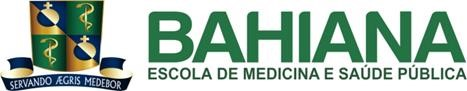 BAHIANA
ESCOLA DE MEDICINA E SAÚDE PÚBLICA
SERVANDO ÆGRIS MEDEBOR